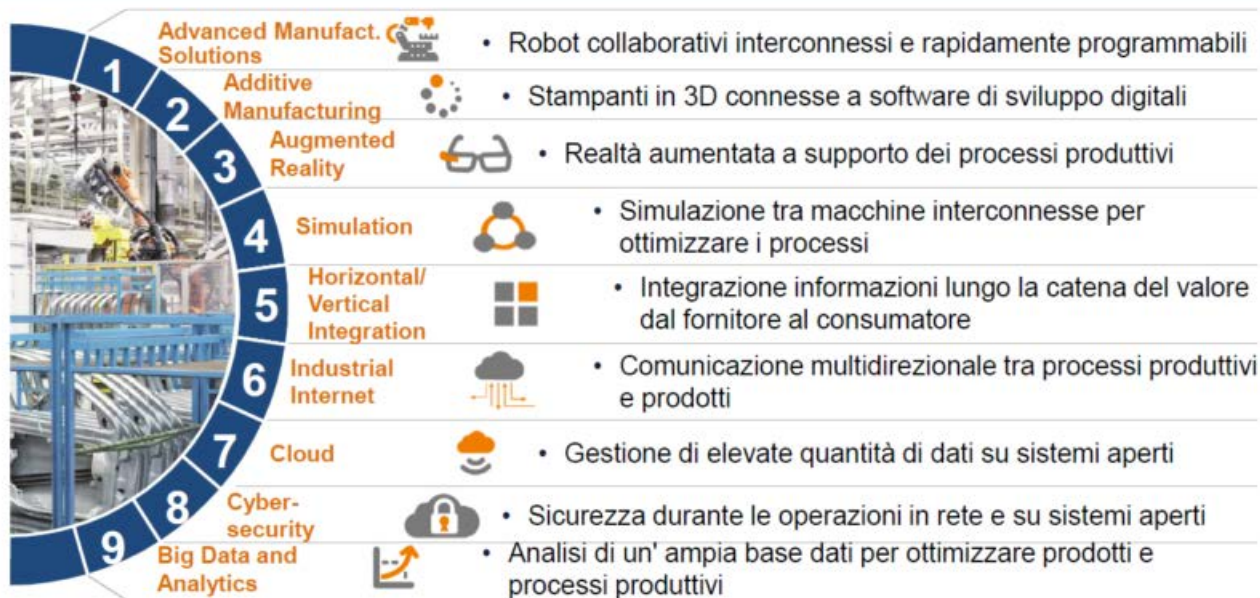 1
Advanced Manufact.
Solutions
• Robot collaborativi interconnessi e rapidamente programmabili
2
Additive
Manufacturing
• Stampanti in 3D connesse a software di sviluppo digitali
3
Augmented
Reality
• Realtà aumentata a supporto dei processi produttivi
4
Simulation
• Simulazione tra macchine interconnesse per
ottimizzare i processi
5
Horizontal/
Vertical
Integration
• Integrazione informazioni lungo la catena del valore
dal fornitore al consumatore
6
Industrial
Internet
• Comunicazione multidirezionale tra processi produttivi
e prodotti
7
Cloud
• Gestione di elevate quantità di dati su sistemi aperti
8
Cyber-
security
• Sicurezza durante le operazioni in rete e su sistemi aperti
9
Big Data and
Analytics
• Analisi di un' ampia base dati per ottimizzare prodotti e
processi produttivi